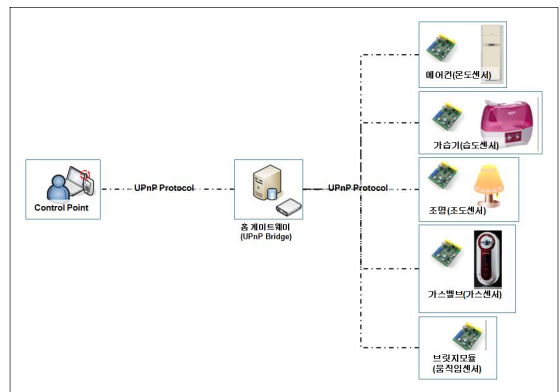 에어컨(온도센서)
가습기(습도센서)
Control Point
UPnP Protocol
홈 게이트웨이
(UPnP Bridge)
UPnP Protocol
조명(조도센서)
가스벨브(가스센서)
브릿지모듈
(움직임센서)